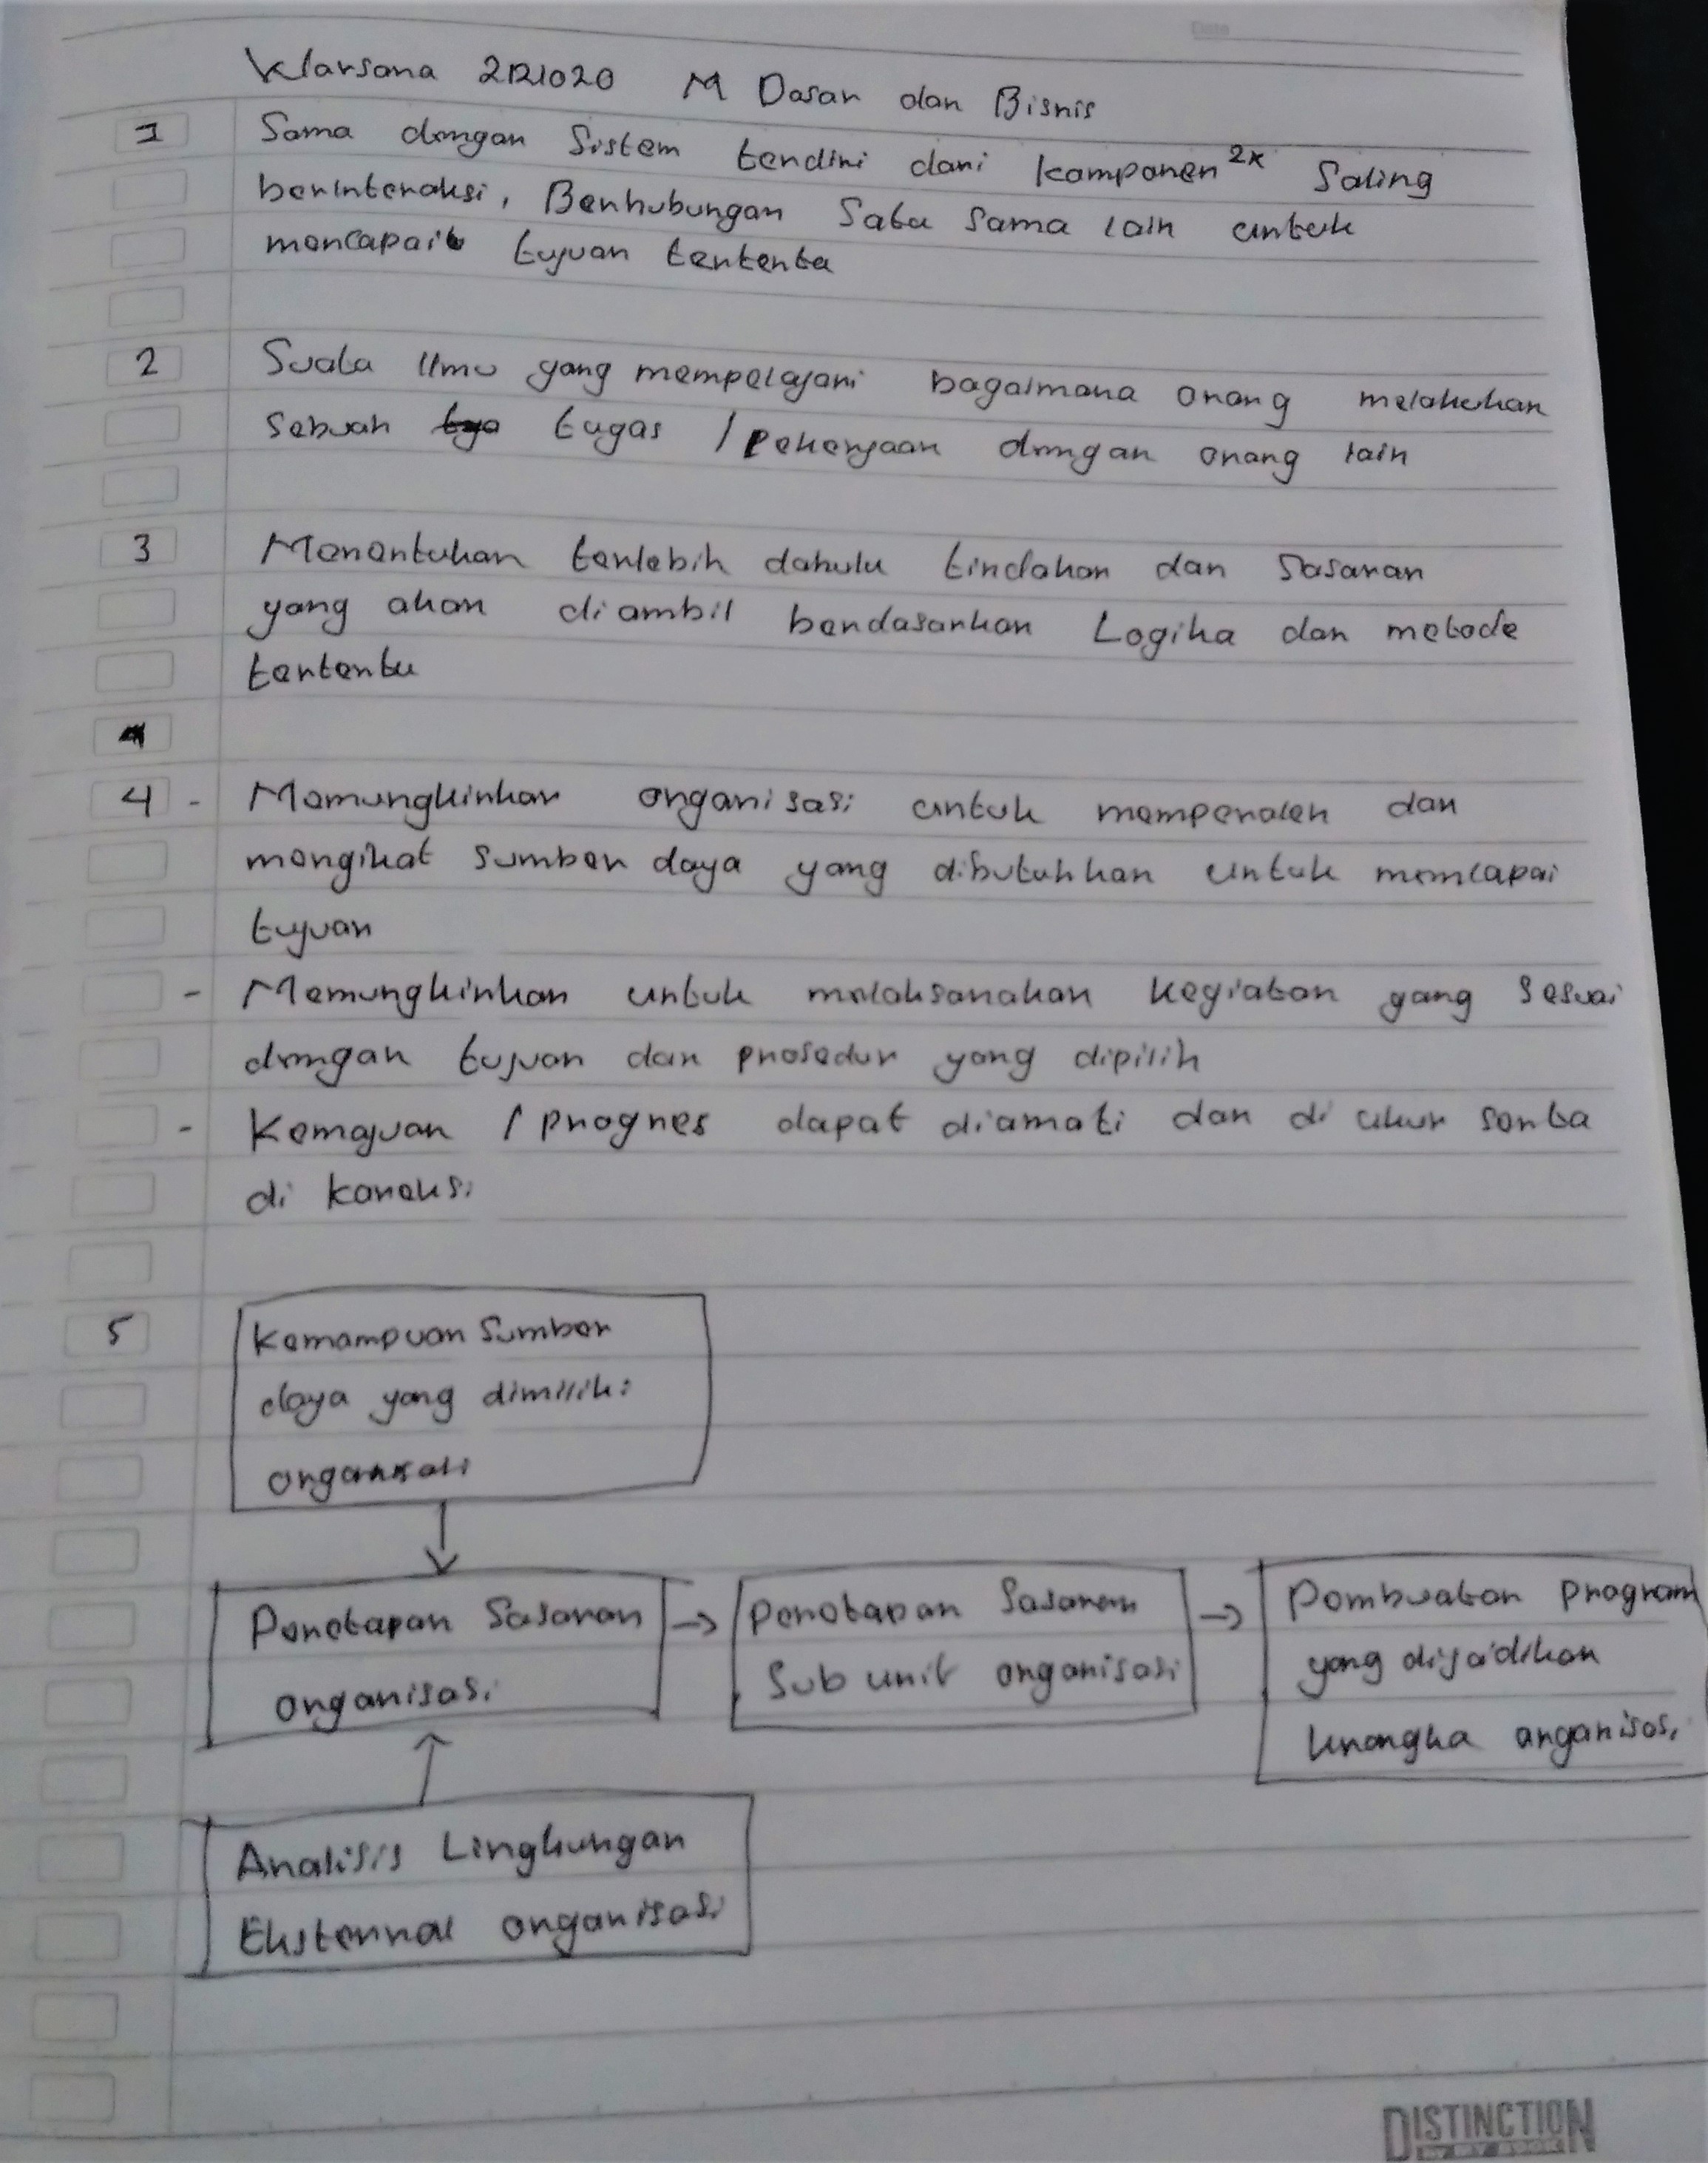 Date
Klarsana 2121020 M Dasar dan Bisnis
1 Sama dengan Sistem terdiri dari komponen 2x Saling
berinteraksi, Berhubungan Satu Sama lain untuk
mencapai tujuan tertentu
2 Suatu Ilmu yang mempelajari bagaimana orang melakukan
sebuah tugas / pekerjaan dengan orang lain
3 Menentukan terlebih dahulu tindakan dan Sasaran
yang akan diambil berdasarkan Logika dan metode
tertentu
4 - Memungkinkan organisasi untuk memperoleh dan
mengikat sumber daya yang dibutuhkan untuk mencapai
tujuan
- Memungkinkan untuk melaksanakan kegiatan yang sesuai
dengan tujuan dan prosedur yang dipilih
- Kemajuan / progres dapat diamati dan di ukur serta
di koreksi
5 Kemampuan Sumber
daya yang dimiliki
organisasi
Penetapan Sasaran
organisasi
→ Penetapan Sasaran
Sub unit organisasi
→ Pembuatan program
yang dijadikan
kerangka organisasi
Analisis Lingkungan
Eksternal organisasi
DISTINCTION